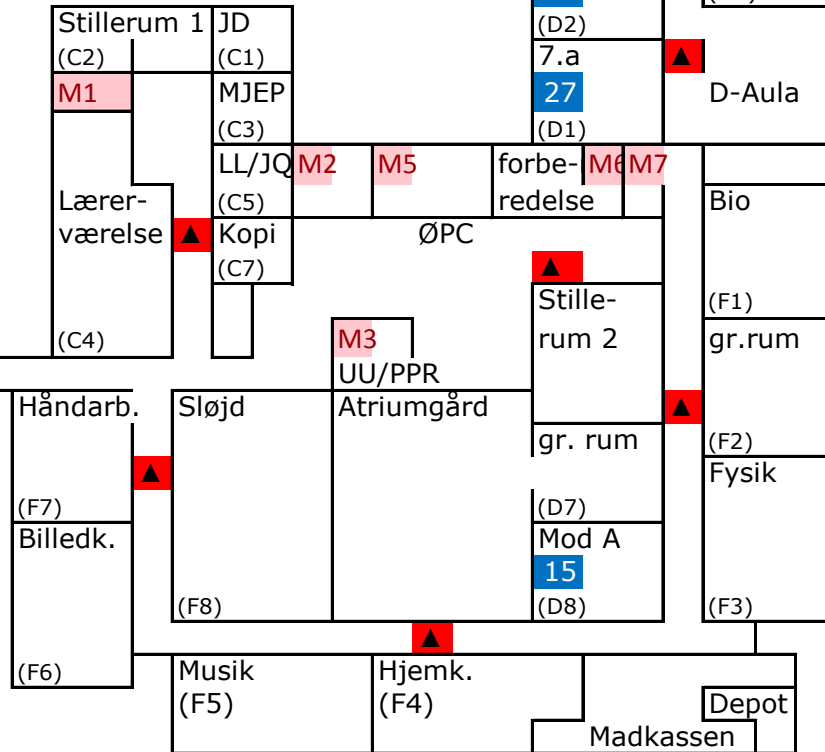 (D2)
Stillerum 1
(C2)
JD
(C1)
7.a
27
(D1)
▲
D-Aula
M1
MJEP
(C3)
LL/JQ
(C5)
M2
M5
forbe-
redelse
M6
M7
Lærer-
værelse
(C4)
▲
Kopi
(C7)
ØPC
▲
Bio
(F1)
Stille-
rum 2
M3
UU/PPR
gr.rum
(F2)
▲
Håndarb.
(F7)
Sløjd
(F8)
Atriumgård
gr. rum
(D7)
Fysik
(F3)
▲
Billedk.
(F6)
Mod A
15
(D8)
▲
Musik
(F5)
Hjemk.
(F4)
Depot
Madkassen